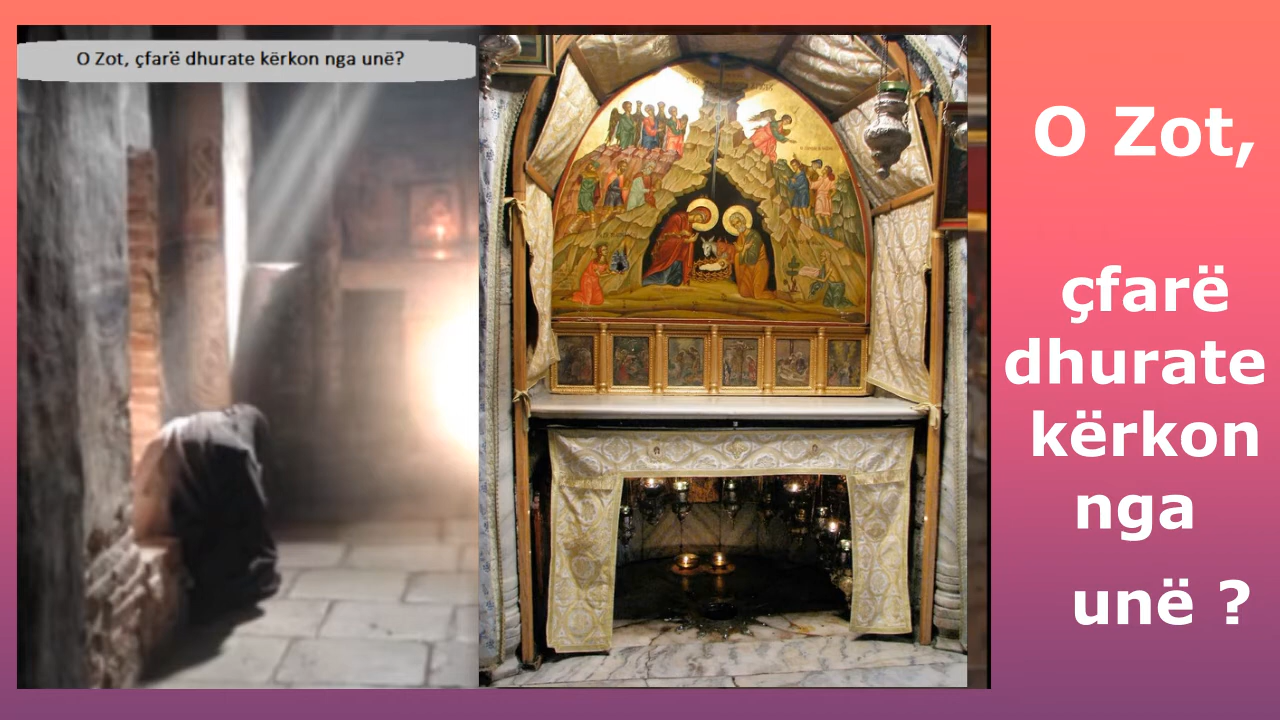 O Zot, çfarë dhurate kërkon nga unë?
O Zot,
çfarë
dhurate
kërkon
nga
unë ?